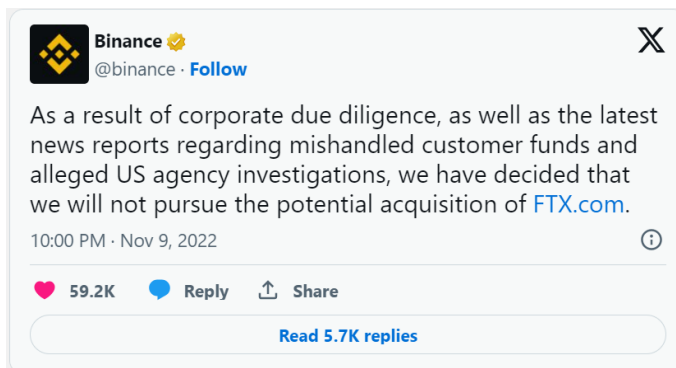 Binance
@binance · Follow
As a result of corporate due diligence, as well as the latest
news reports regarding mishandled customer funds and
alleged US agency investigations, we have decided that
we will not pursue the potential acquisition of FTX.com.
10:00 PM · Nov 9, 2022
59.2K Reply Share
Read 5.7K replies